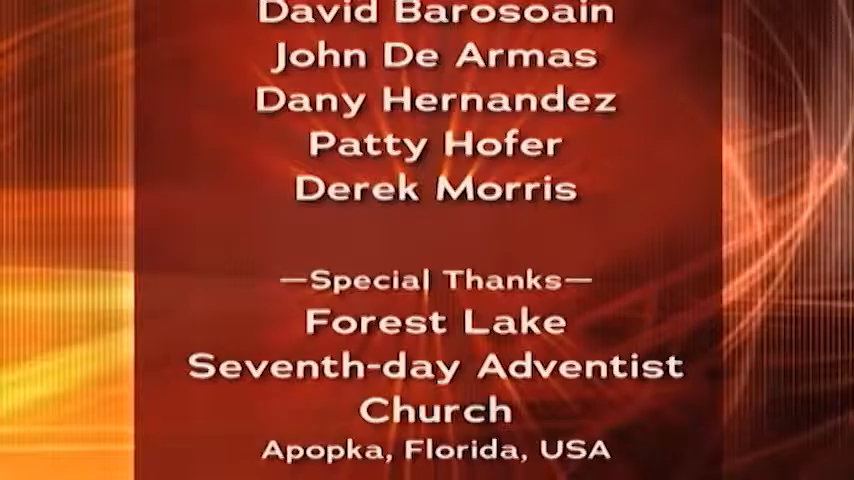 David Barosoain
John De Armas
Dany Hernandez
Patty Hofer
Derek Morris
—Special Thanks—
Forest Lake
Seventh-day Adventist
Church
Apopka, Florida, USA